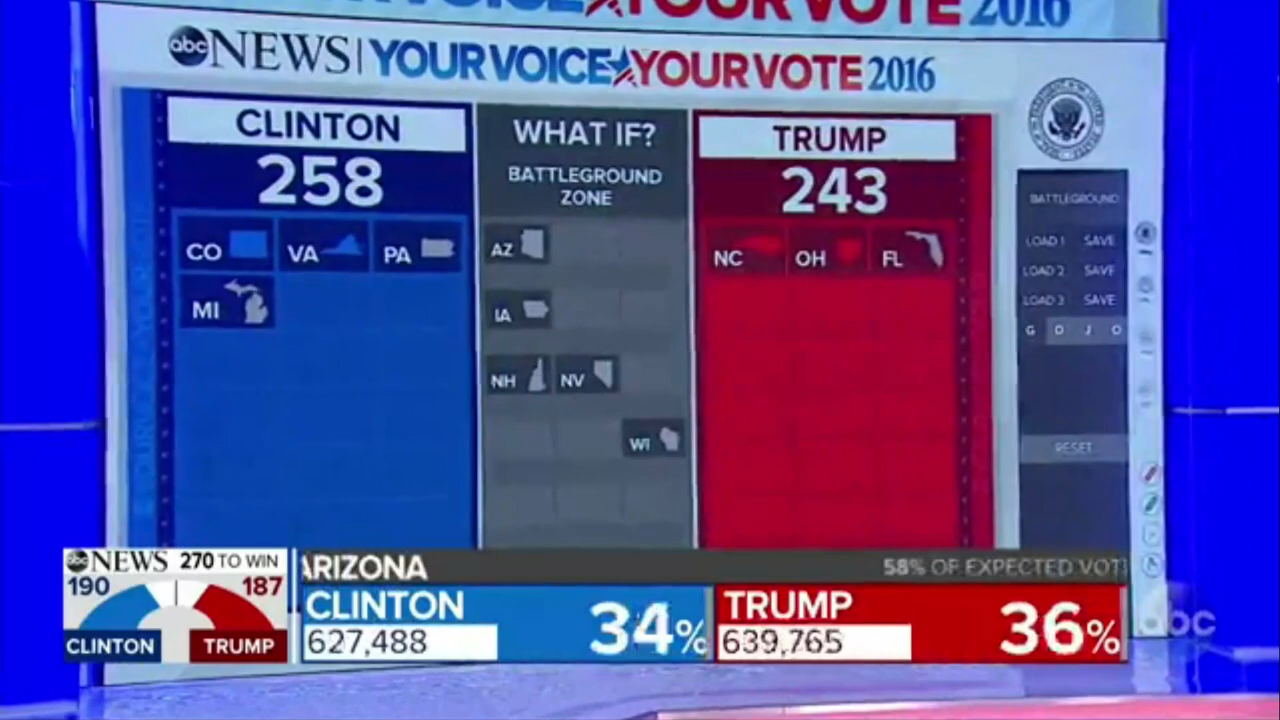 YOUR VOICE YOUR VOTE 2016
abc NEWS | YOUR VOICE YOUR VOTE 2016
CLINTON
258
CO VA PA
MI
WHAT IF?
BATTLEGROUND
ZONE
AZ
IA
NH NV
WI
TRUMP
243
NC OH FL
BATTLEGROUND
LOAD 1 SAVE
LOAD 2 SAVE
LOAD 3 SAVE
G D J O
RESET
abc NEWS 270 TO WIN
190 187
CLINTON TRUMP
ARIZONA 58% OF EXPECTED VOTE
CLINTON 34%
627,488
TRUMP 36%
639,765
abc